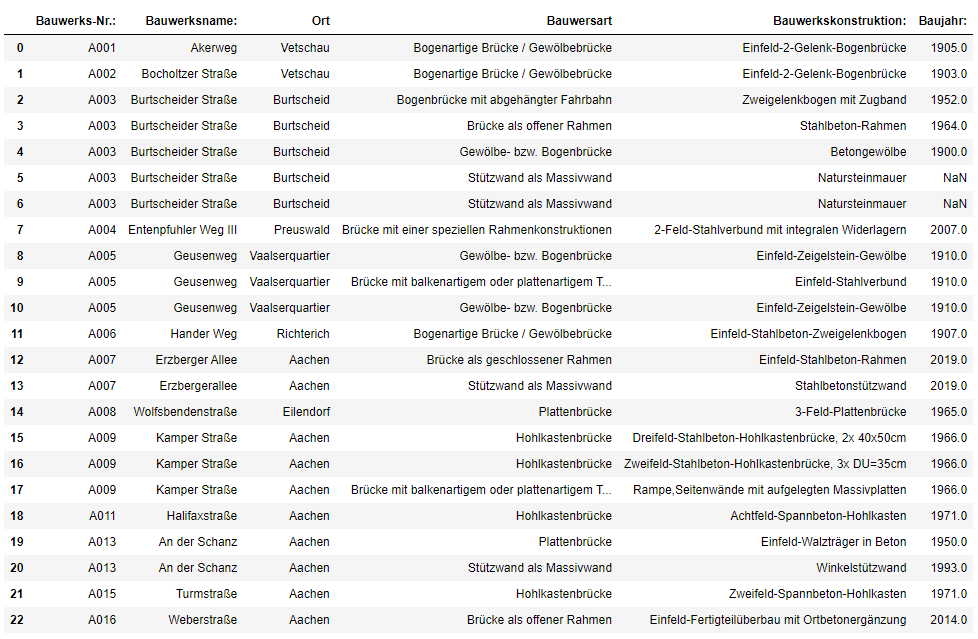 Bauwerks-Nr.: Bauwerksname: Ort Bauwersart Bauwerkskonstruktion: Baujahr:
0 A001 Akerweg Vetschau Bogenartige Brücke / Gewölbebrücke Einfeld-2-Gelenk-Bogenbrücke 1905.0
1 A002 Bocholtzer Straße Vetschau Bogenartige Brücke / Gewölbebrücke Einfeld-2-Gelenk-Bogenbrücke 1903.0
2 A003 Burtscheider Straße Burtscheid Bogenbrücke mit abgehängter Fahrbahn Zweigelenkbogen mit Zugband 1952.0
3 A003 Burtscheider Straße Burtscheid Brücke als offener Rahmen Stahlbeton-Rahmen 1964.0
4 A003 Burtscheider Straße Burtscheid Gewölbe- bzw. Bogenbrücke Betongewölbe 1900.0
5 A003 Burtscheider Straße Burtscheid Stützwand als Massivwand Natursteinmauer NaN
6 A003 Burtscheider Straße Burtscheid Stützwand als Massivwand Natursteinmauer NaN
7 A004 Entenpfuhler Weg III Preuswald Brücke mit einer speziellen Rahmenkonstruktionen 2-Feld-Stahlverbund mit integralen Widerlagern 2007.0
8 A005 Geusenweg Vaalserquartier Gewölbe- bzw. Bogenbrücke Einfeld-Zeigelstein-Gewölbe 1910.0
9 A005 Geusenweg Vaalserquartier Brücke mit balkenartigem oder plattenartigem T... Einfeld-Stahlverbund 1910.0
10 A005 Geusenweg Vaalserquartier Gewölbe- bzw. Bogenbrücke Einfeld-Zeigelstein-Gewölbe 1910.0
11 A006 Hander Weg Richterich Bogenartige Brücke / Gewölbebrücke Einfeld-Stahlbeton-Zweigelenkbogen 1907.0
12 A007 Erzberger Allee Aachen Brücke als geschlossener Rahmen Einfeld-Stahlbeton-Rahmen 2019.0
13 A007 Erzbergerallee Aachen Stützwand als Massivwand Stahlbetonstützwand 2019.0
14 A008 Wolfsbendenstraße Eilendorf Plattenbrücke 3-Feld-Plattenbrücke 1965.0
15 A009 Kamper Straße Aachen Hohlkastenbrücke Dreifeld-Stahlbeton-Hohlkastenbrücke, 2x 40x50cm 1966.0
16 A009 Kamper Straße Aachen Hohlkastenbrücke Zweifeld-Stahlbeton-Hohlkastenbrücke, 3x DU=35cm 1966.0
17 A009 Kamper Straße Aachen Brücke mit balkenartigem oder plattenartigem T... Rampe,Seitenwände mit aufgelegten Massivplatten 1966.0
18 A011 Halifaxstraße Aachen Hohlkastenbrücke Achtfeld-Spannbeton-Hohlkasten 1971.0
19 A013 An der Schanz Aachen Plattenbrücke Einfeld-Walzträger in Beton 1950.0
20 A013 An der Schanz Aachen Stützwand als Massivwand Winkelstützwand 1993.0
21 A015 Turmstraße Aachen Hohlkastenbrücke Zweifeld-Spannbeton-Hohlkasten 1971.0
22 A016 Weberstraße Aachen Brücke als offener Rahmen Einfeld-Fertigteilüberbau mit Ortbetonergänzung 2014.0